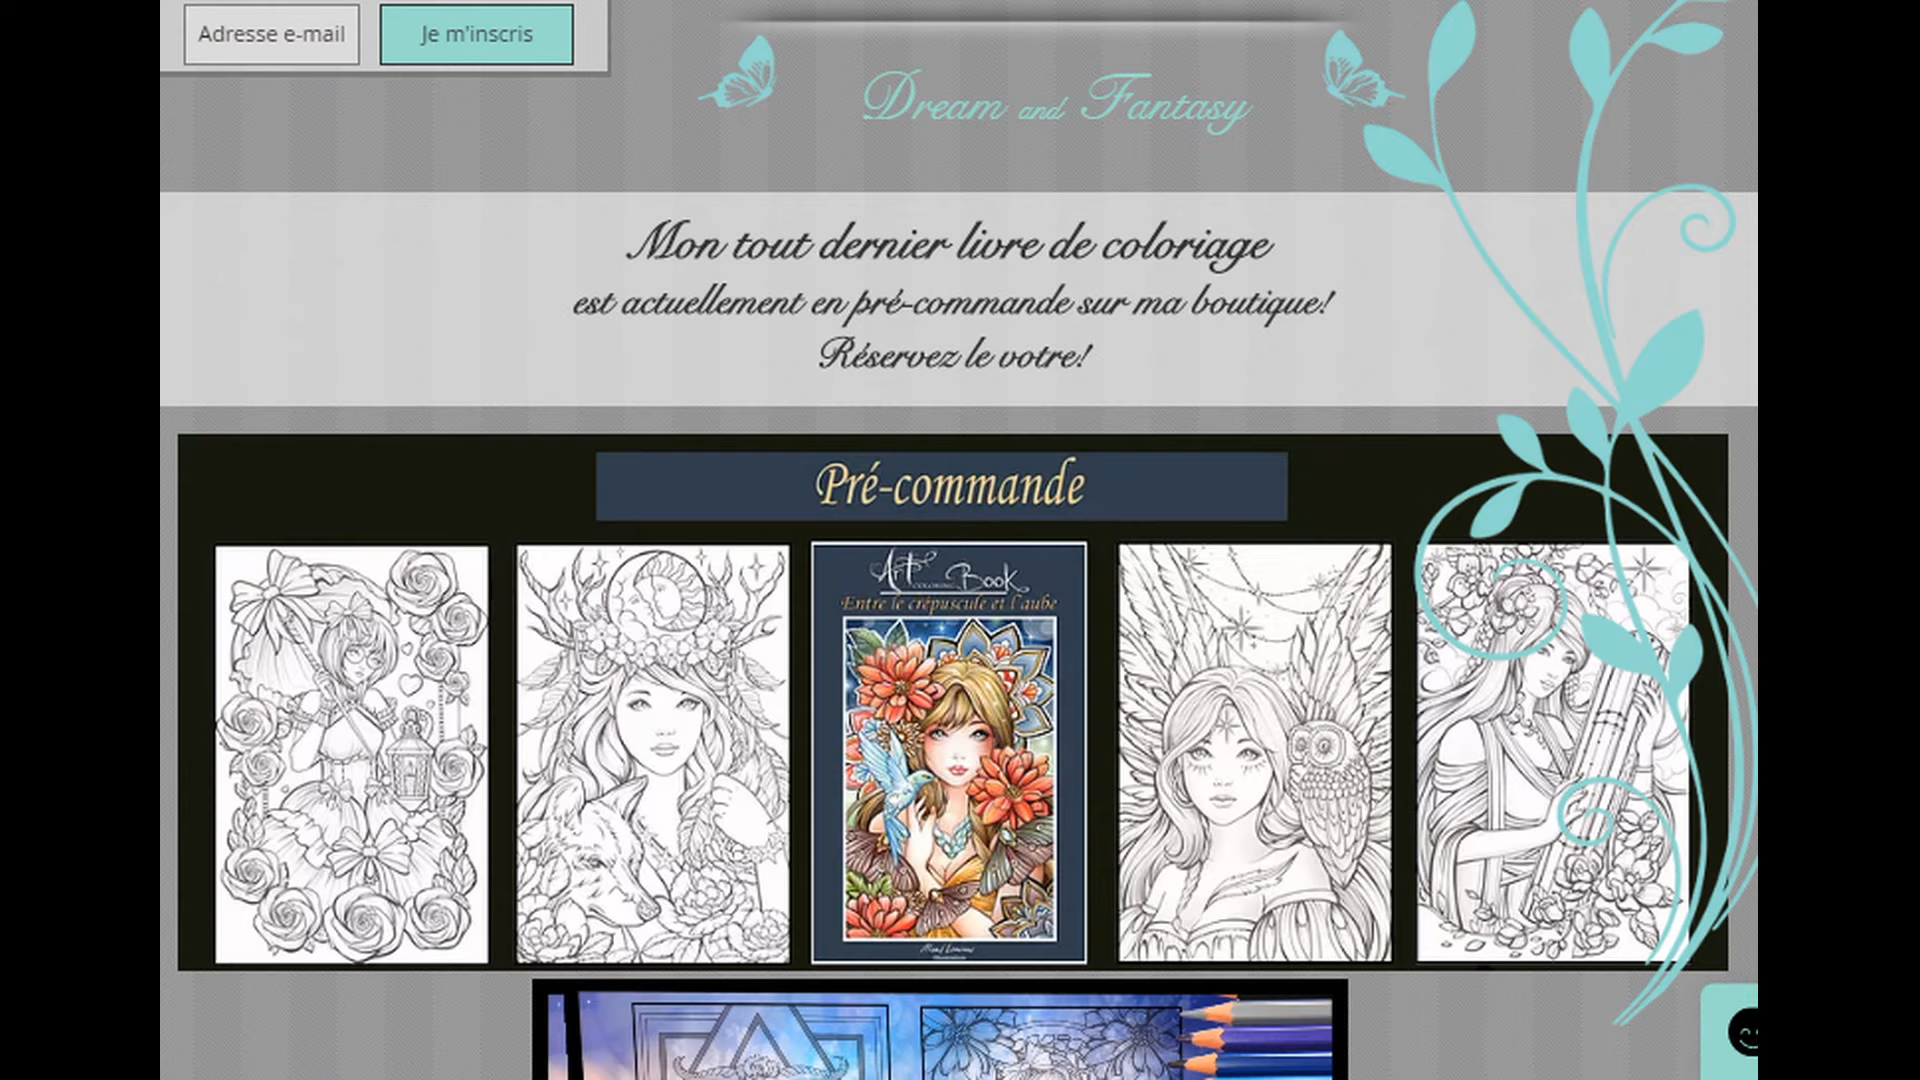 Adresse e-mail
Je m'inscris
Dream and Fantasy
Mon tout dernier livre de coloriage
est actuellement en pré-commande sur ma boutique!
Réservez le votre!
Pré-commande
Art COLORING Book
Entre le crépuscule et l'aube